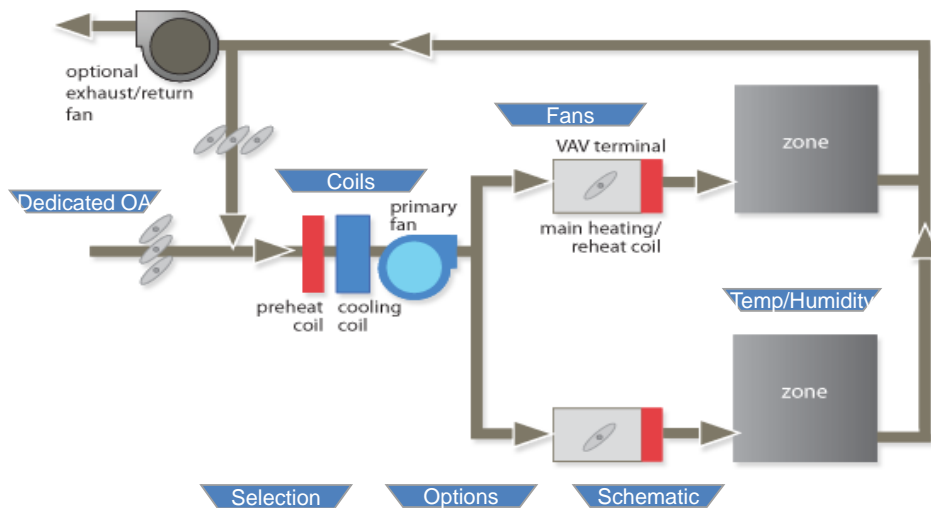 optional
exhaust/return
fan
Fans
VAV terminal
zone
Coils
Dedicated OA
primary
fan
main heating/
reheat coil
preheat
coil
cooling
coil
Temp/Humidity
zone
Selection
Options
Schematic